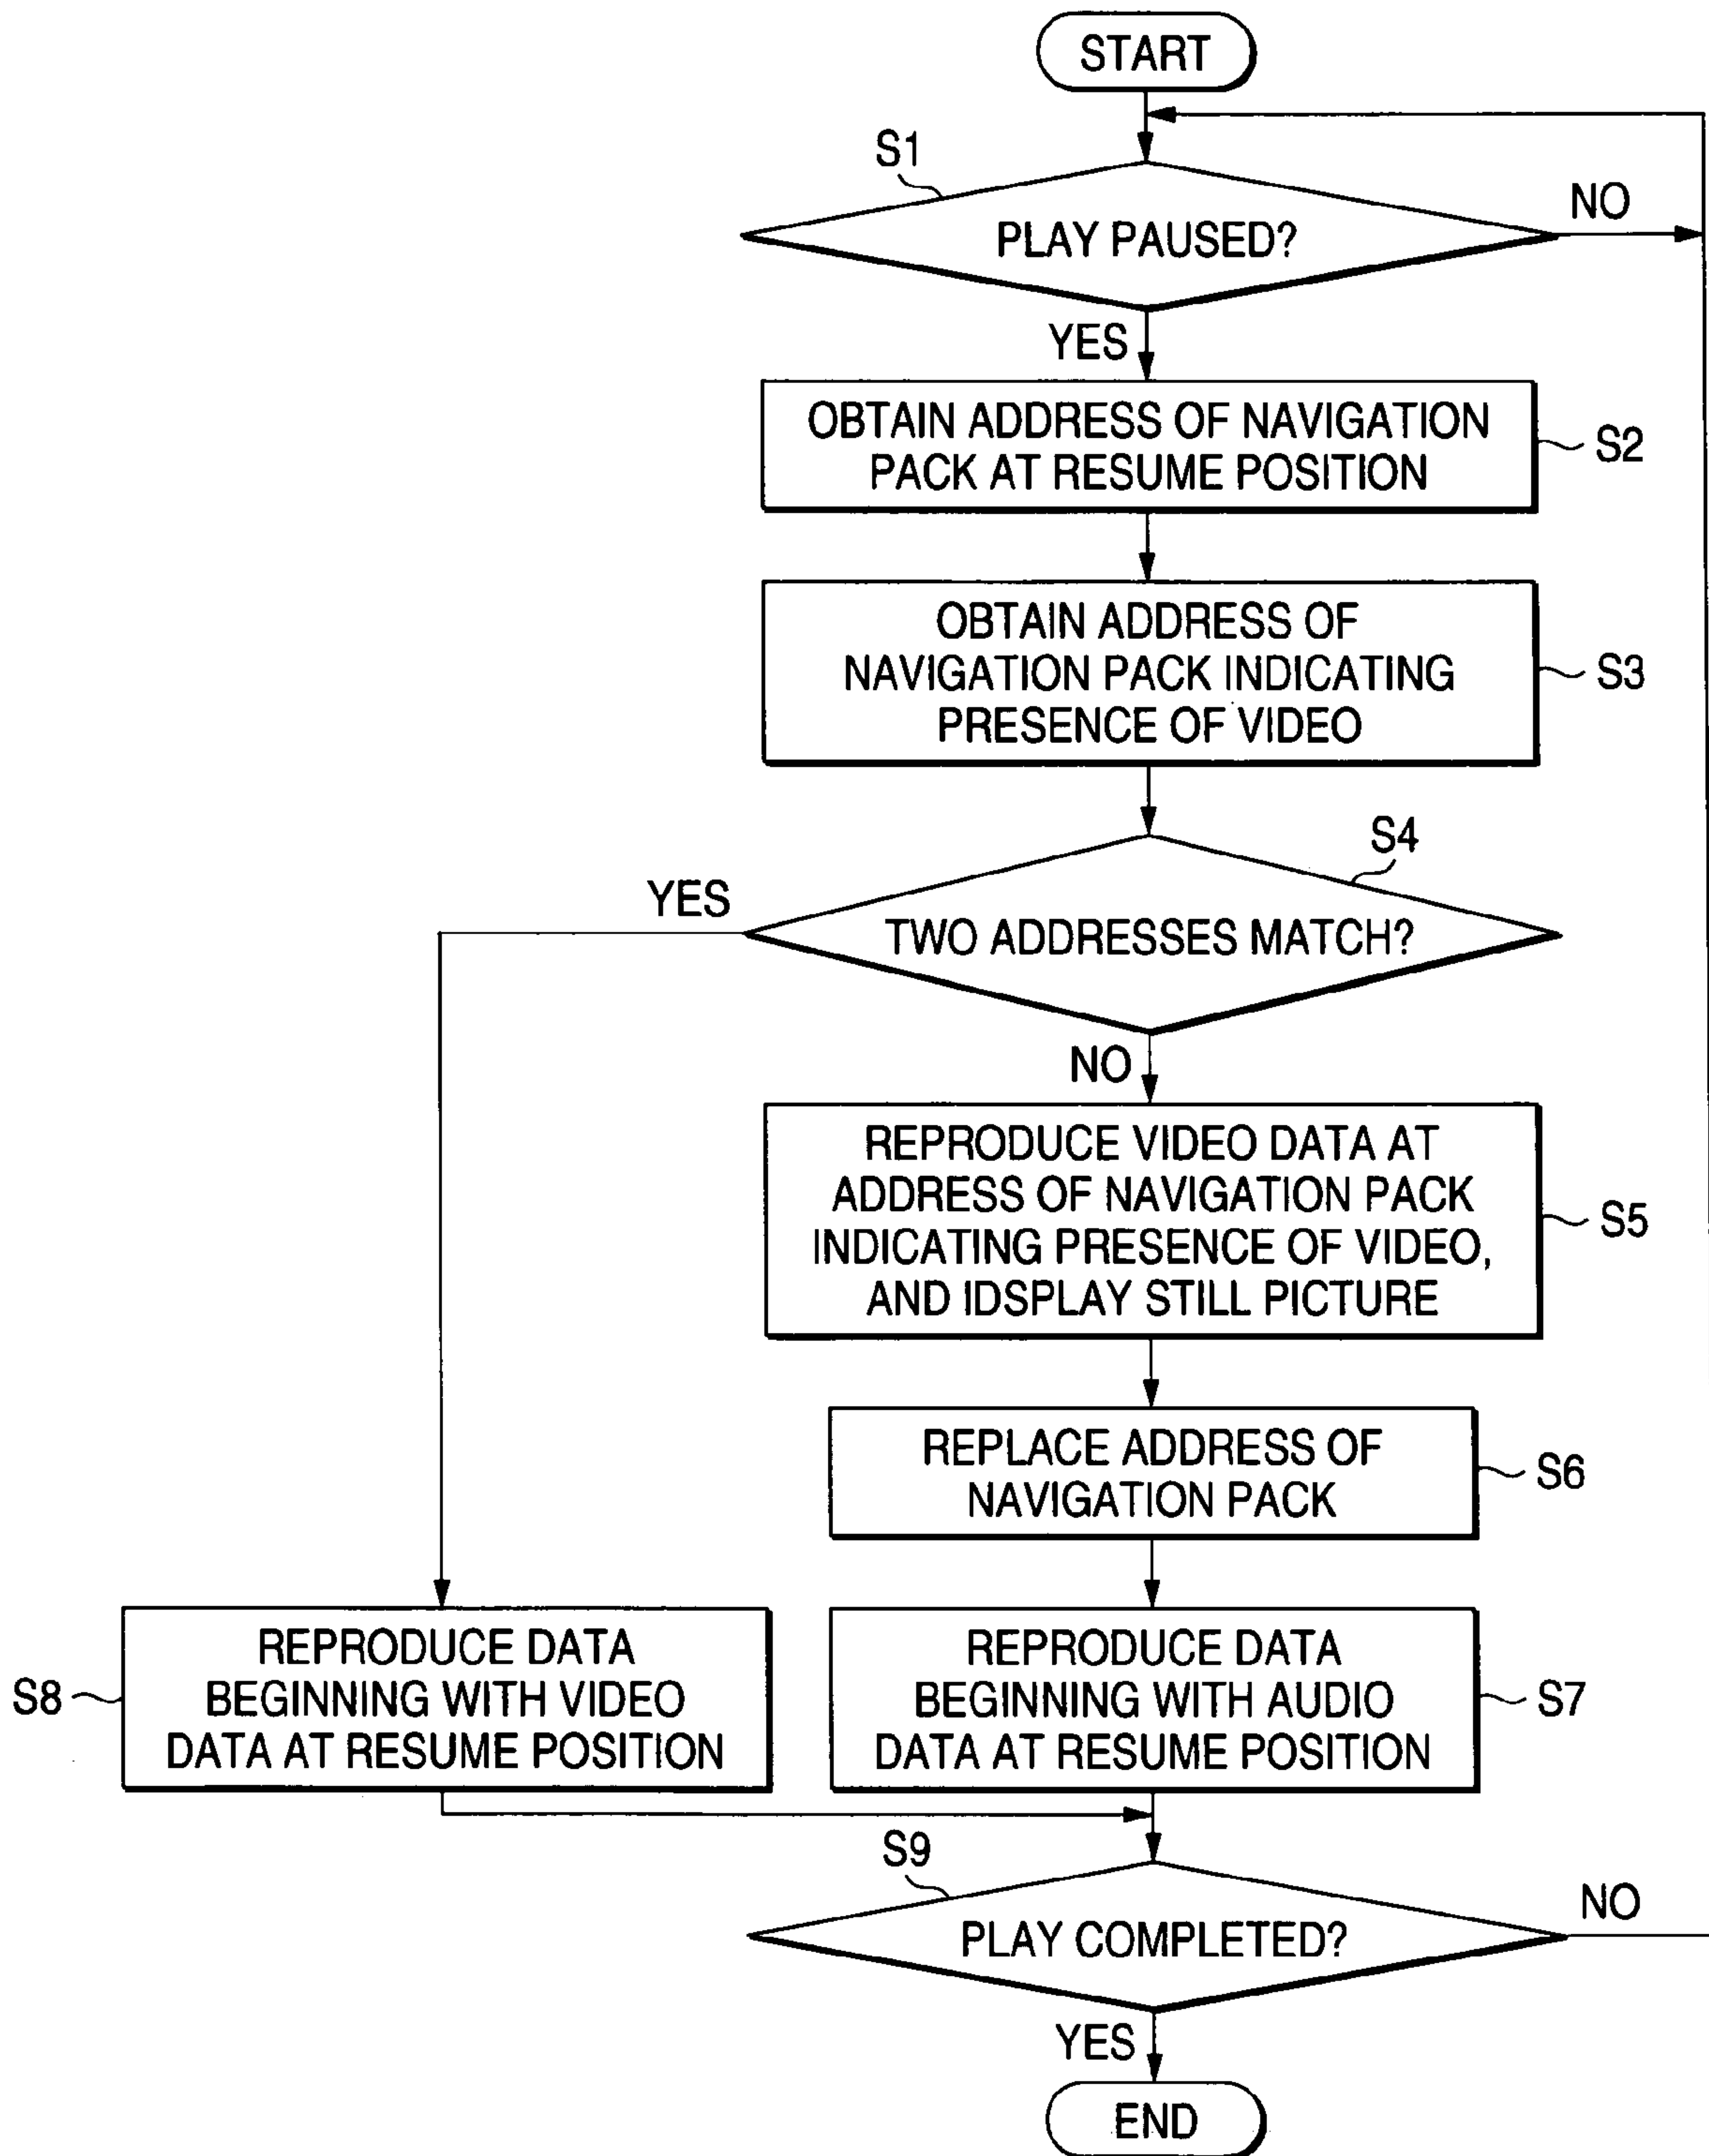 START
S1
PLAY PAUSED?
NO
YES
OBTAIN ADDRESS OF NAVIGATION
PACK AT RESUME POSITION
S2
OBTAIN ADDRESS OF
NAVIGATION PACK INDICATING
PRESENCE OF VIDEO
S3
S4
YES
TWO ADDRESSES MATCH?
NO
REPRODUCE VIDEO DATA AT
ADDRESS OF NAVIGATION PACK
INDICATING PRESENCE OF VIDEO,
AND IDSPLAY STILL PICTURE
S5
REPLACE ADDRESS OF
NAVIGATION PACK
S6
S8
REPRODUCE DATA
BEGINNING WITH VIDEO
DATA AT RESUME POSITION
REPRODUCE DATA
BEGINNING WITH AUDIO
DATA AT RESUME POSITION
S7
S9
PLAY COMPLETED?
NO
YES
END